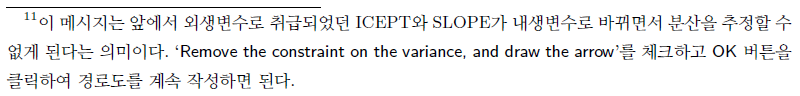 11이 메시지는 앞에서 외생변수로 취급되었던 ICEPT와 SLOPE가 내생변수로 바뀌면서 분산을 추정할 수
없게 된다는 의미이다. ‘Remove the constraint on the variance, and draw the arrow’를 체크하고 OK 버튼을
클릭하여 경로도를 계속 작성하면 된다.